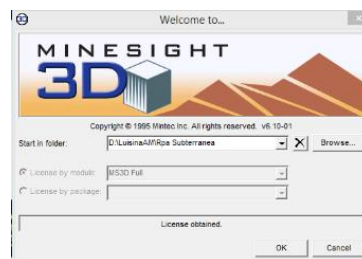 Welcome to...
MINESIGHT
3D
Copyright © 1995 Mintec Inc. All rights reserved. v6.10-01
Start in folder: D:\LuisinaAM\Rpa Subterranea Browse...
License by module: MS3D Full
License by package:
License obtained.
OK Cancel